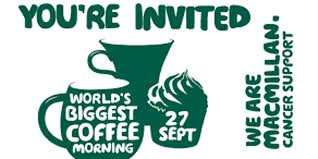 YOU'RE INVITED
WORLD'S
BIGGEST
COFFEE
MORNING
27
SEPT
WE ARE
MACMILLAN.
CANCER SUPPORT